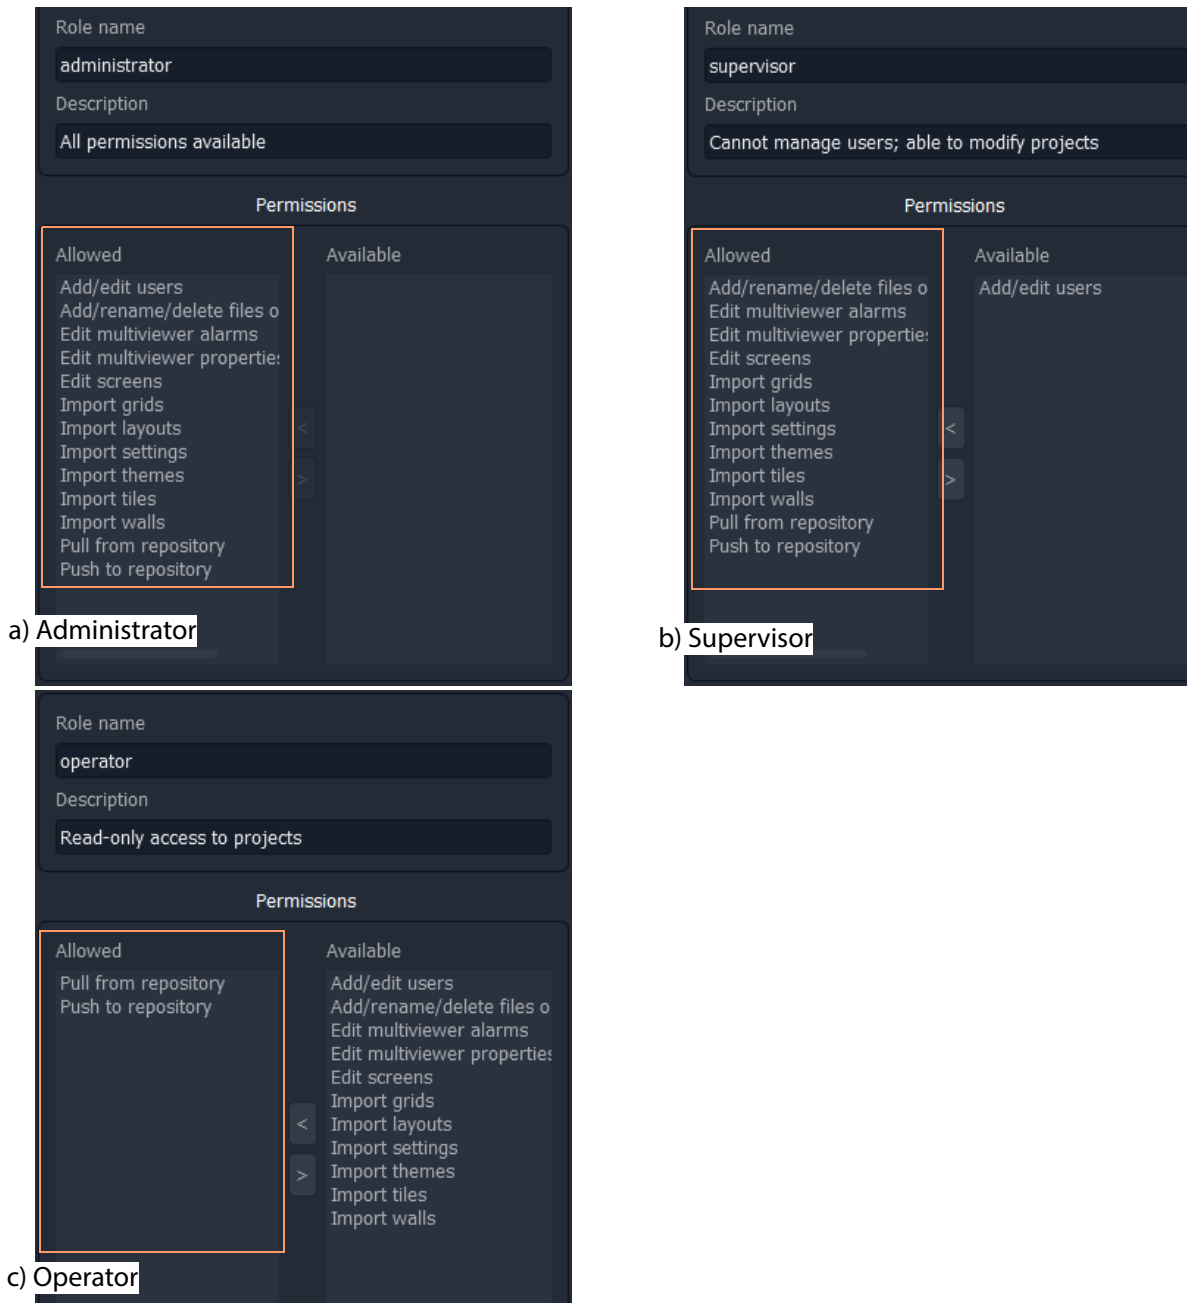 Role name
administrator
Description
All permissions available
Permissions
Allowed
Available
Add/edit users
Add/rename/delete files o
Edit multiviewer alarms
Edit multiviewer properties
Edit screens
Import grids
Import layouts
<
Import settings
Import themes
>
Import tiles
Import walls
Pull from repository
Push to repository
a) Administrator
Role name
supervisor
Description
Cannot manage users; able to modify projects
Permissions
Allowed
Available
Add/rename/delete files o
Add/edit users
Edit multiviewer alarms
Edit multiviewer properties
Edit screens
Import grids
Import layouts
Import settings
<
Import themes
Import tiles
>
Import walls
Pull from repository
Push to repository
b) Supervisor
Role name
operator
Description
Read-only access to projects
Permissions
Allowed
Available
Pull from repository
Push to repository
Add/edit users
Add/rename/delete files o
Edit multiviewer alarms
Edit multiviewer properties
Edit screens
Import grids
<
Import layouts
Import settings
>
Import themes
Import tiles
Import walls
c) Operator